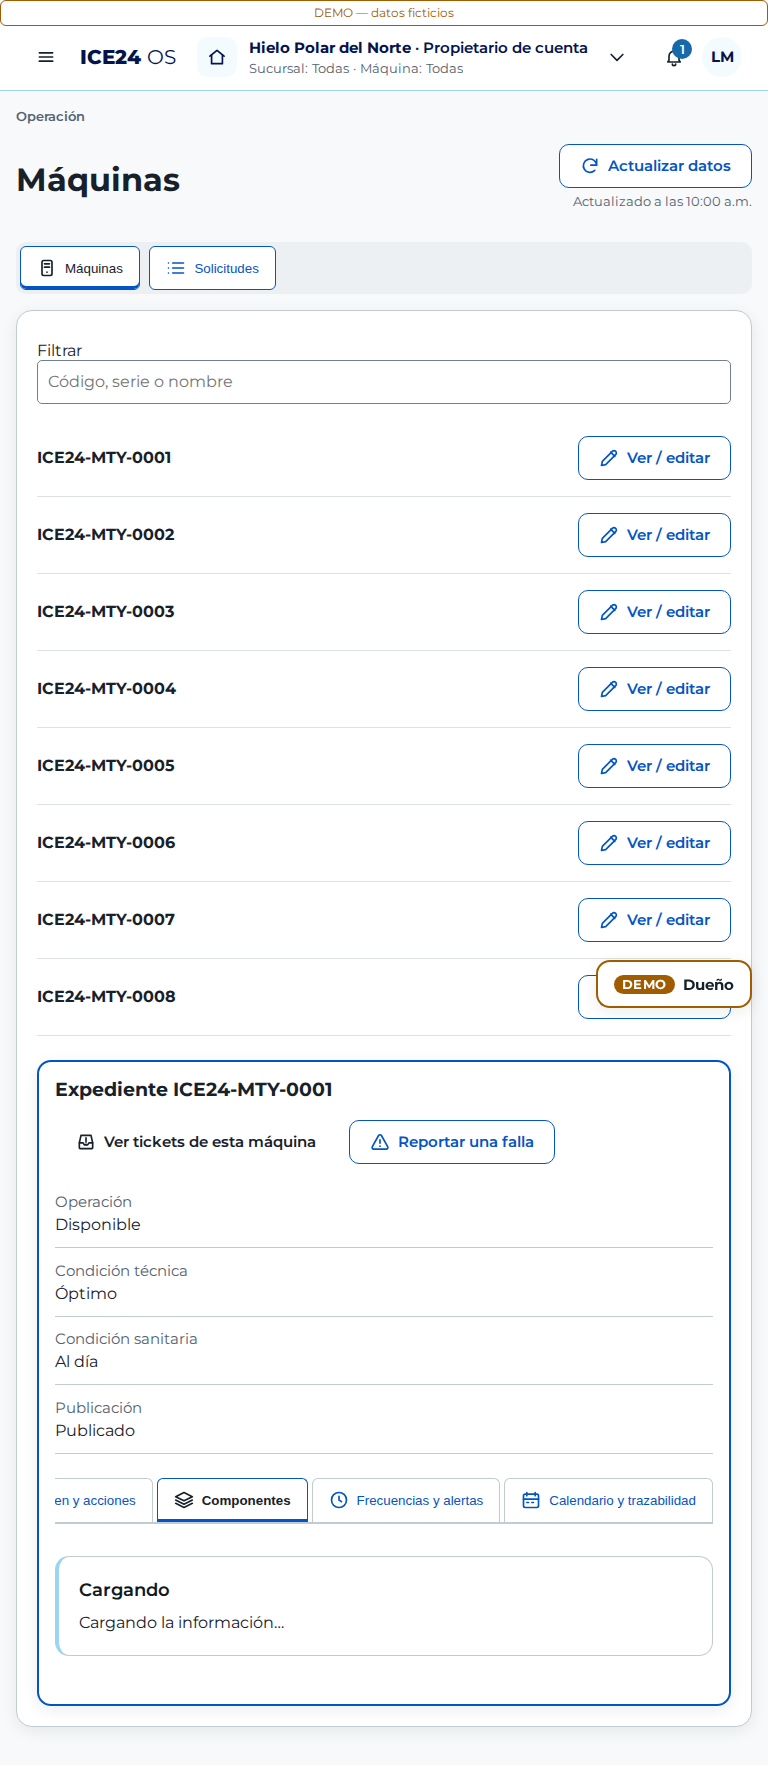 DEMO — datos ficticios
ICE24 OS
Hielo Polar del Norte · Propietario de cuenta
Sucursal: Todas · Máquina: Todas
1
LM
Operación
Máquinas
Actualizar datos
Actualizado a las 10:00 a.m.
Máquinas
Solicitudes
Filtrar
Código, serie o nombre
ICE24-MTY-0001
Ver / editar
ICE24-MTY-0002
Ver / editar
ICE24-MTY-0003
Ver / editar
ICE24-MTY-0004
Ver / editar
ICE24-MTY-0005
Ver / editar
ICE24-MTY-0006
Ver / editar
ICE24-MTY-0007
Ver / editar
ICE24-MTY-0008
DEMO Dueño
Expediente ICE24-MTY-0001
Ver tickets de esta máquina
Reportar una falla
Operación
Disponible
Condición técnica
Óptimo
Condición sanitaria
Al día
Publicación
Publicado
en y acciones
Componentes
Frecuencias y alertas
Calendario y trazabilidad
Cargando
Cargando la información...